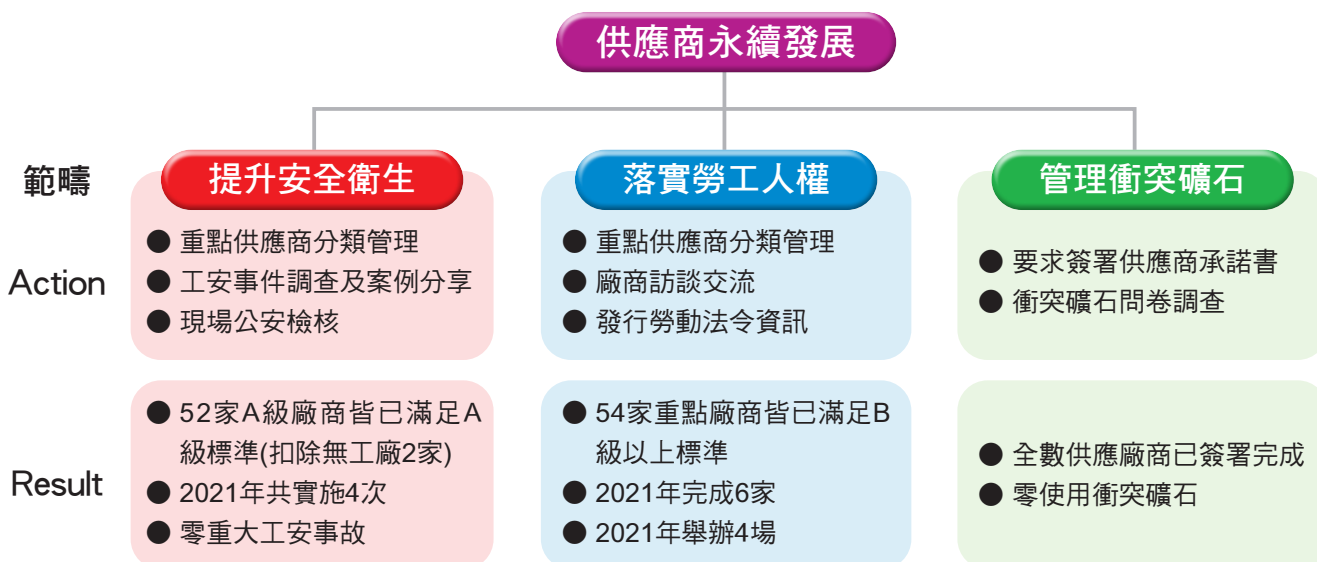 供應商永續發展
範疇
提升安全衛生
落實勞工人權
管理衝突礦石
Action
● 重點供應商分類管理
● 工安事件調查及案例分享
● 現場公安檢核
● 重點供應商分類管理
● 廠商訪談交流
● 發行勞動法令資訊
● 要求簽署供應商承諾書
● 衝突礦石問卷調查
Result
● 52家A級廠商皆已滿足A
級標準(扣除無工廠2家)
● 2021年共實施4次
● 零重大工安事故
● 54家重點廠商皆已滿足B
級以上標準
● 2021年完成6家
● 2021年舉辦4場
● 全數供應廠商已簽署完成
● 零使用衝突礦石